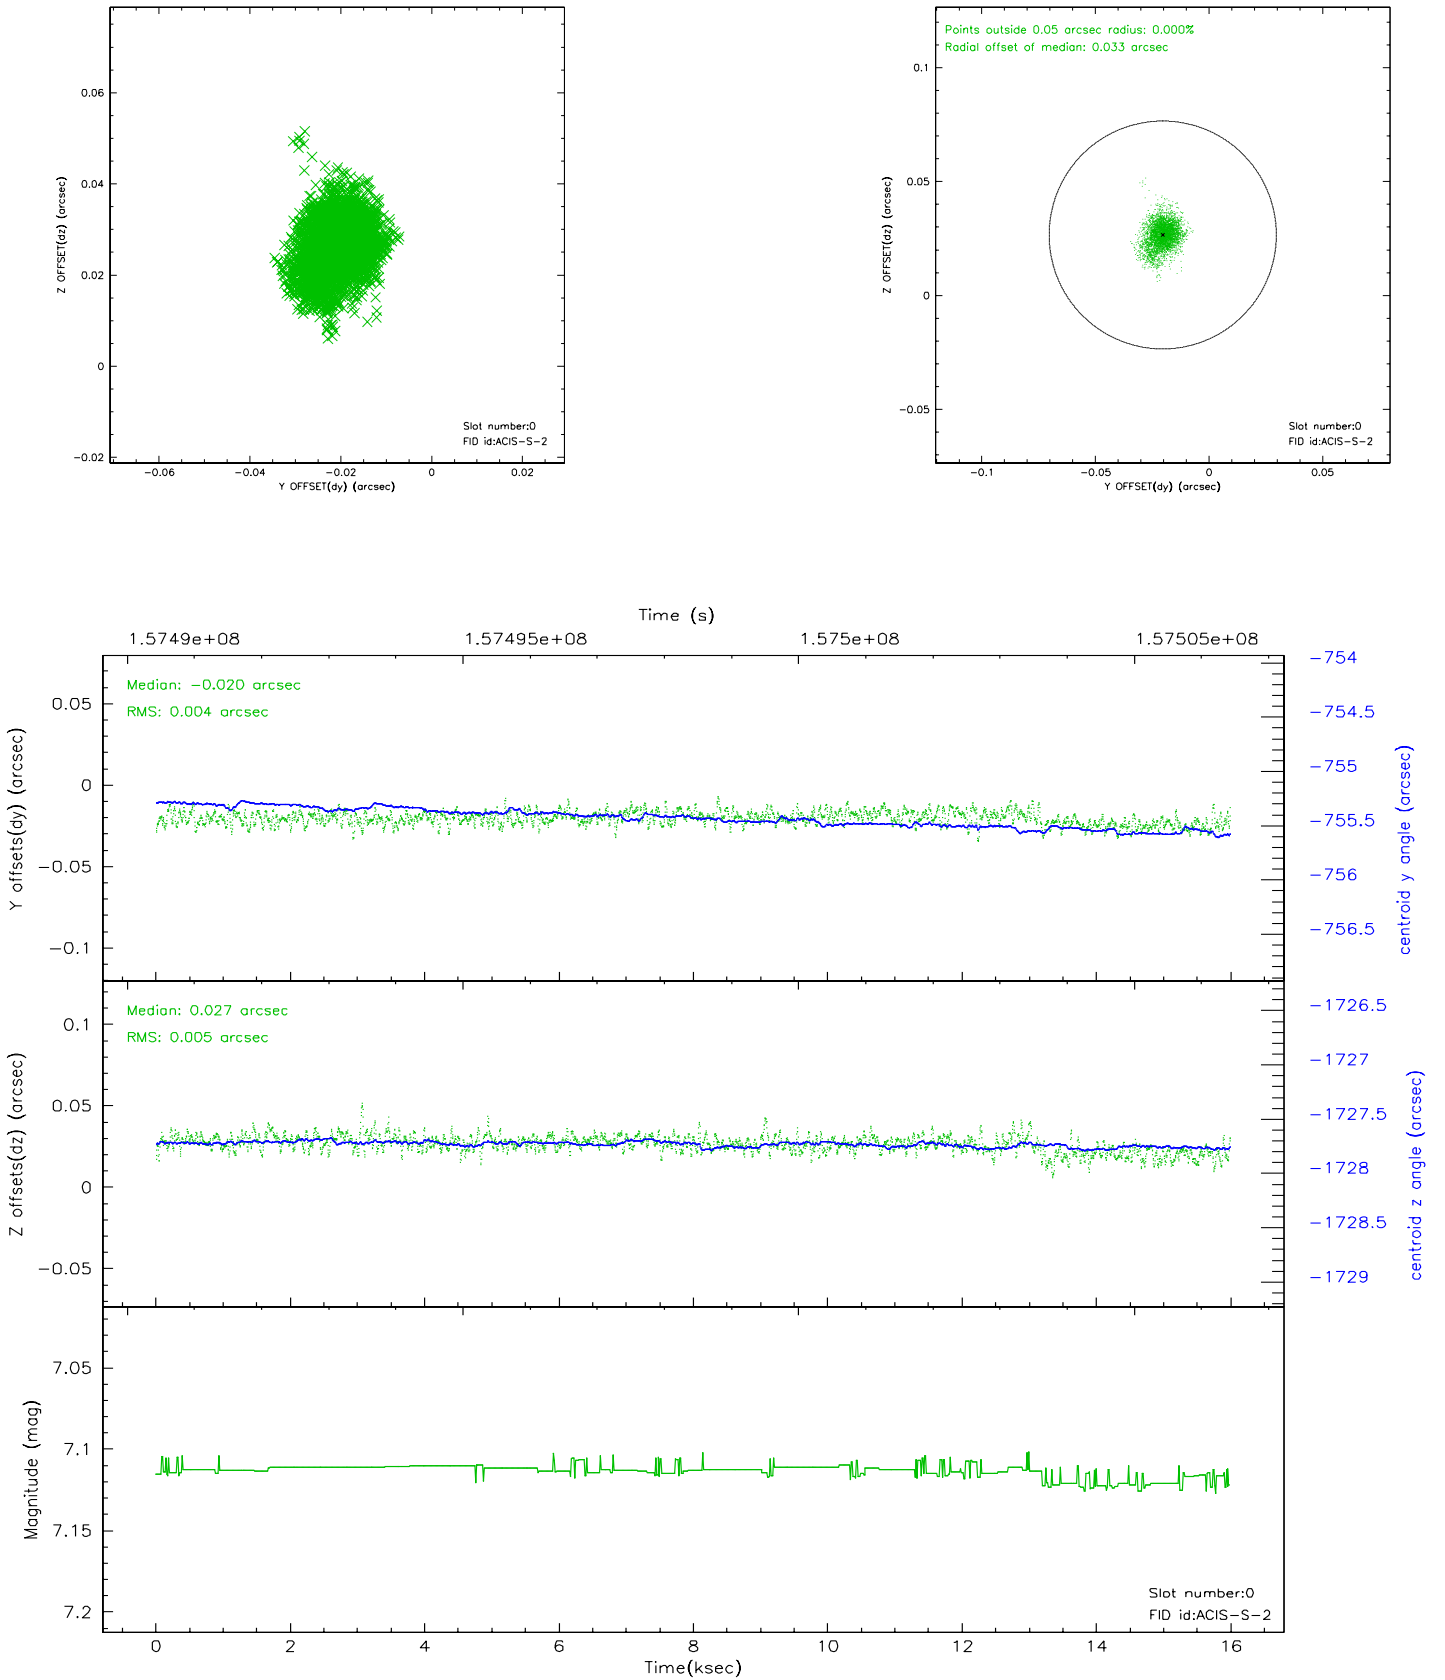 0.06
0.04
0.02
0
−0.02
Z OFFSET(dz) (arcsec)
−0.06
−0.04
−0.02
0
0.02
Y OFFSET(dy) (arcsec)
Slot number:0
FID id:ACIS−S−2
Points outside 0.05 arcsec radius: 0.000%
Radial offset of median: 0.033 arcsec
0.1
0.05
0
−0.05
Z OFFSET(dz) (arcsec)
−0.1
−0.05
0
0.05
Y OFFSET(dy) (arcsec)
Slot number:0
FID id:ACIS−S−2
Time (s)
1.5749e+08
1.57495e+08
1.575e+08
1.57505e+08
Median: −0.020 arcsec
RMS: 0.004 arcsec
0.05
0
−0.05
−0.1
Y offsets(dy) (arcsec)
−754
−754.5
−755
−755.5
−756
−756.5
centroid y angle (arcsec)
Median: 0.027 arcsec
RMS: 0.005 arcsec
0.1
0.05
0
−0.05
Z offsets(dz) (arcsec)
−1726.5
−1727
−1727.5
−1728
−1728.5
−1729
centroid z angle (arcsec)
7.05
7.1
7.15
7.2
Magnitude (mag)
Slot number:0
FID id:ACIS−S−2
0
2
4
6
8
10
12
14
16
Time(ksec)